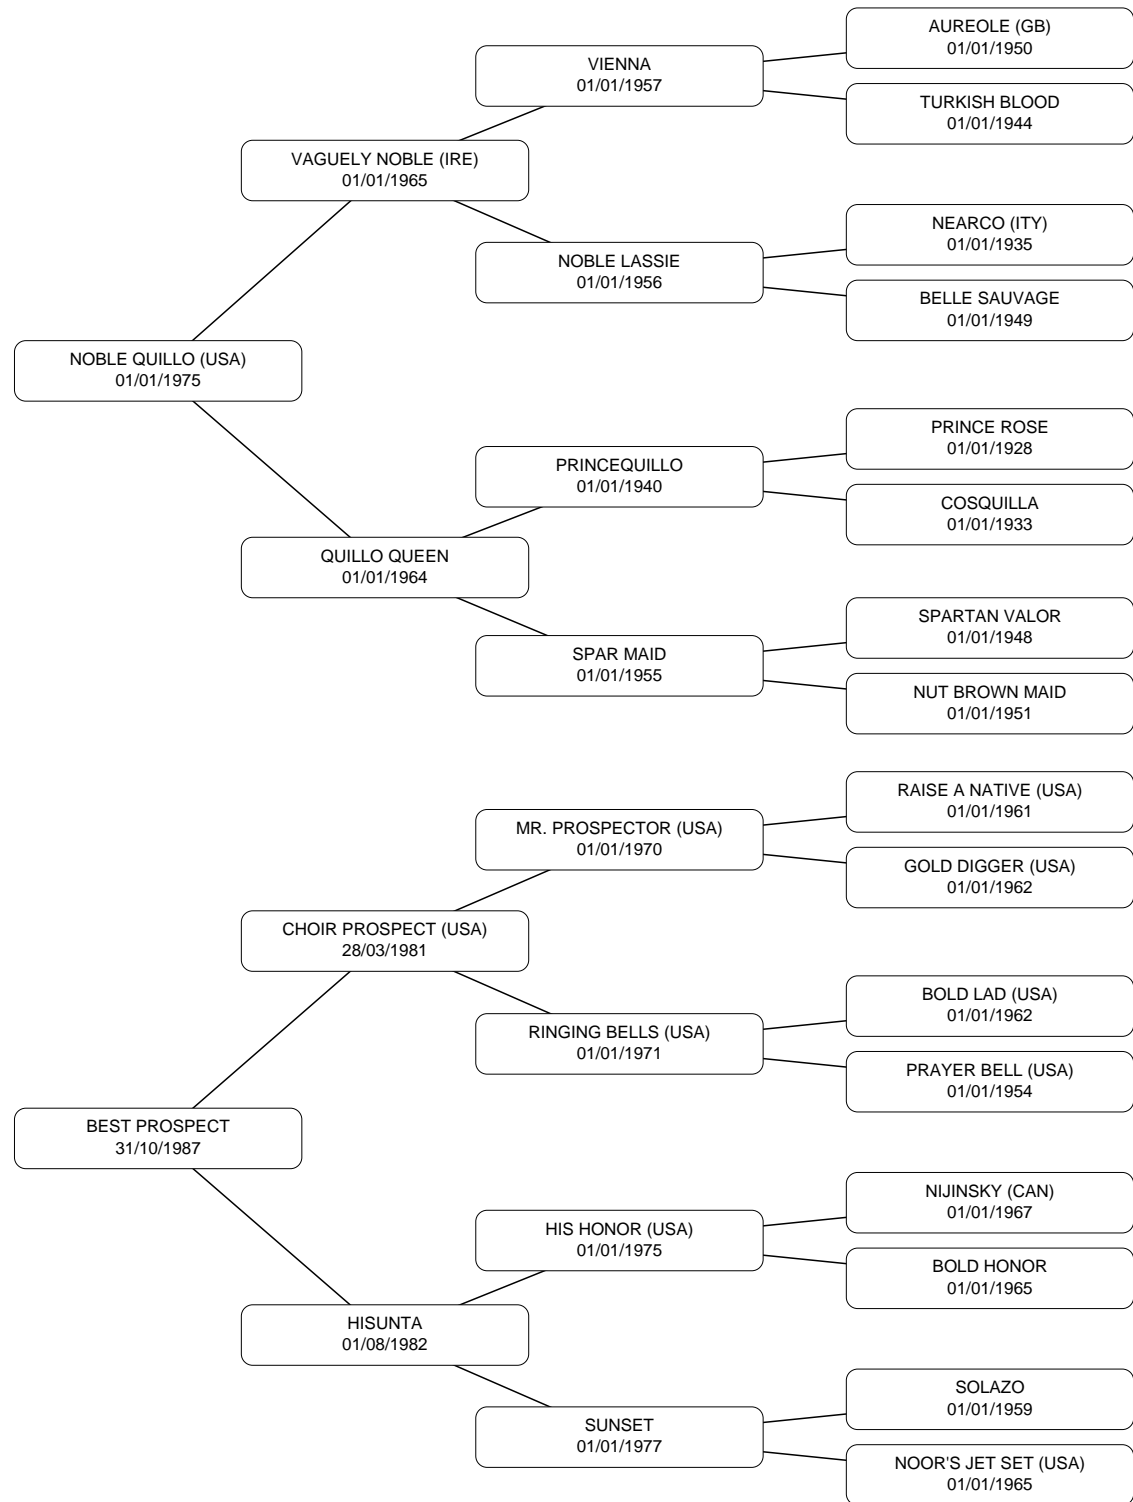 AUREOLE (GB)
01/01/1950
VIENNA
01/01/1957
TURKISH BLOOD
01/01/1944
VAGUELY NOBLE (IRE)
01/01/1965
NEARCO (ITY)
01/01/1935
NOBLE LASSIE
01/01/1956
BELLE SAUVAGE
01/01/1949
NOBLE QUILLO (USA)
01/01/1975
PRINCE ROSE
01/01/1928
PRINCEQUILLO
01/01/1940
COSQUILLA
01/01/1933
QUILLO QUEEN
01/01/1964
SPARTAN VALOR
01/01/1948
SPAR MAID
01/01/1955
NUT BROWN MAID
01/01/1951
RAISE A NATIVE (USA)
01/01/1961
MR. PROSPECTOR (USA)
01/01/1970
GOLD DIGGER (USA)
01/01/1962
CHOIR PROSPECT (USA)
28/03/1981
BOLD LAD (USA)
01/01/1962
RINGING BELLS (USA)
01/01/1971
PRAYER BELL (USA)
01/01/1954
BEST PROSPECT
31/10/1987
NIJINSKY (CAN)
01/01/1967
HIS HONOR (USA)
01/01/1975
BOLD HONOR
01/01/1965
HISUNTA
01/08/1982
SOLAZO
01/01/1959
SUNSET
01/01/1977
NOOR'S JET SET (USA)
01/01/1965